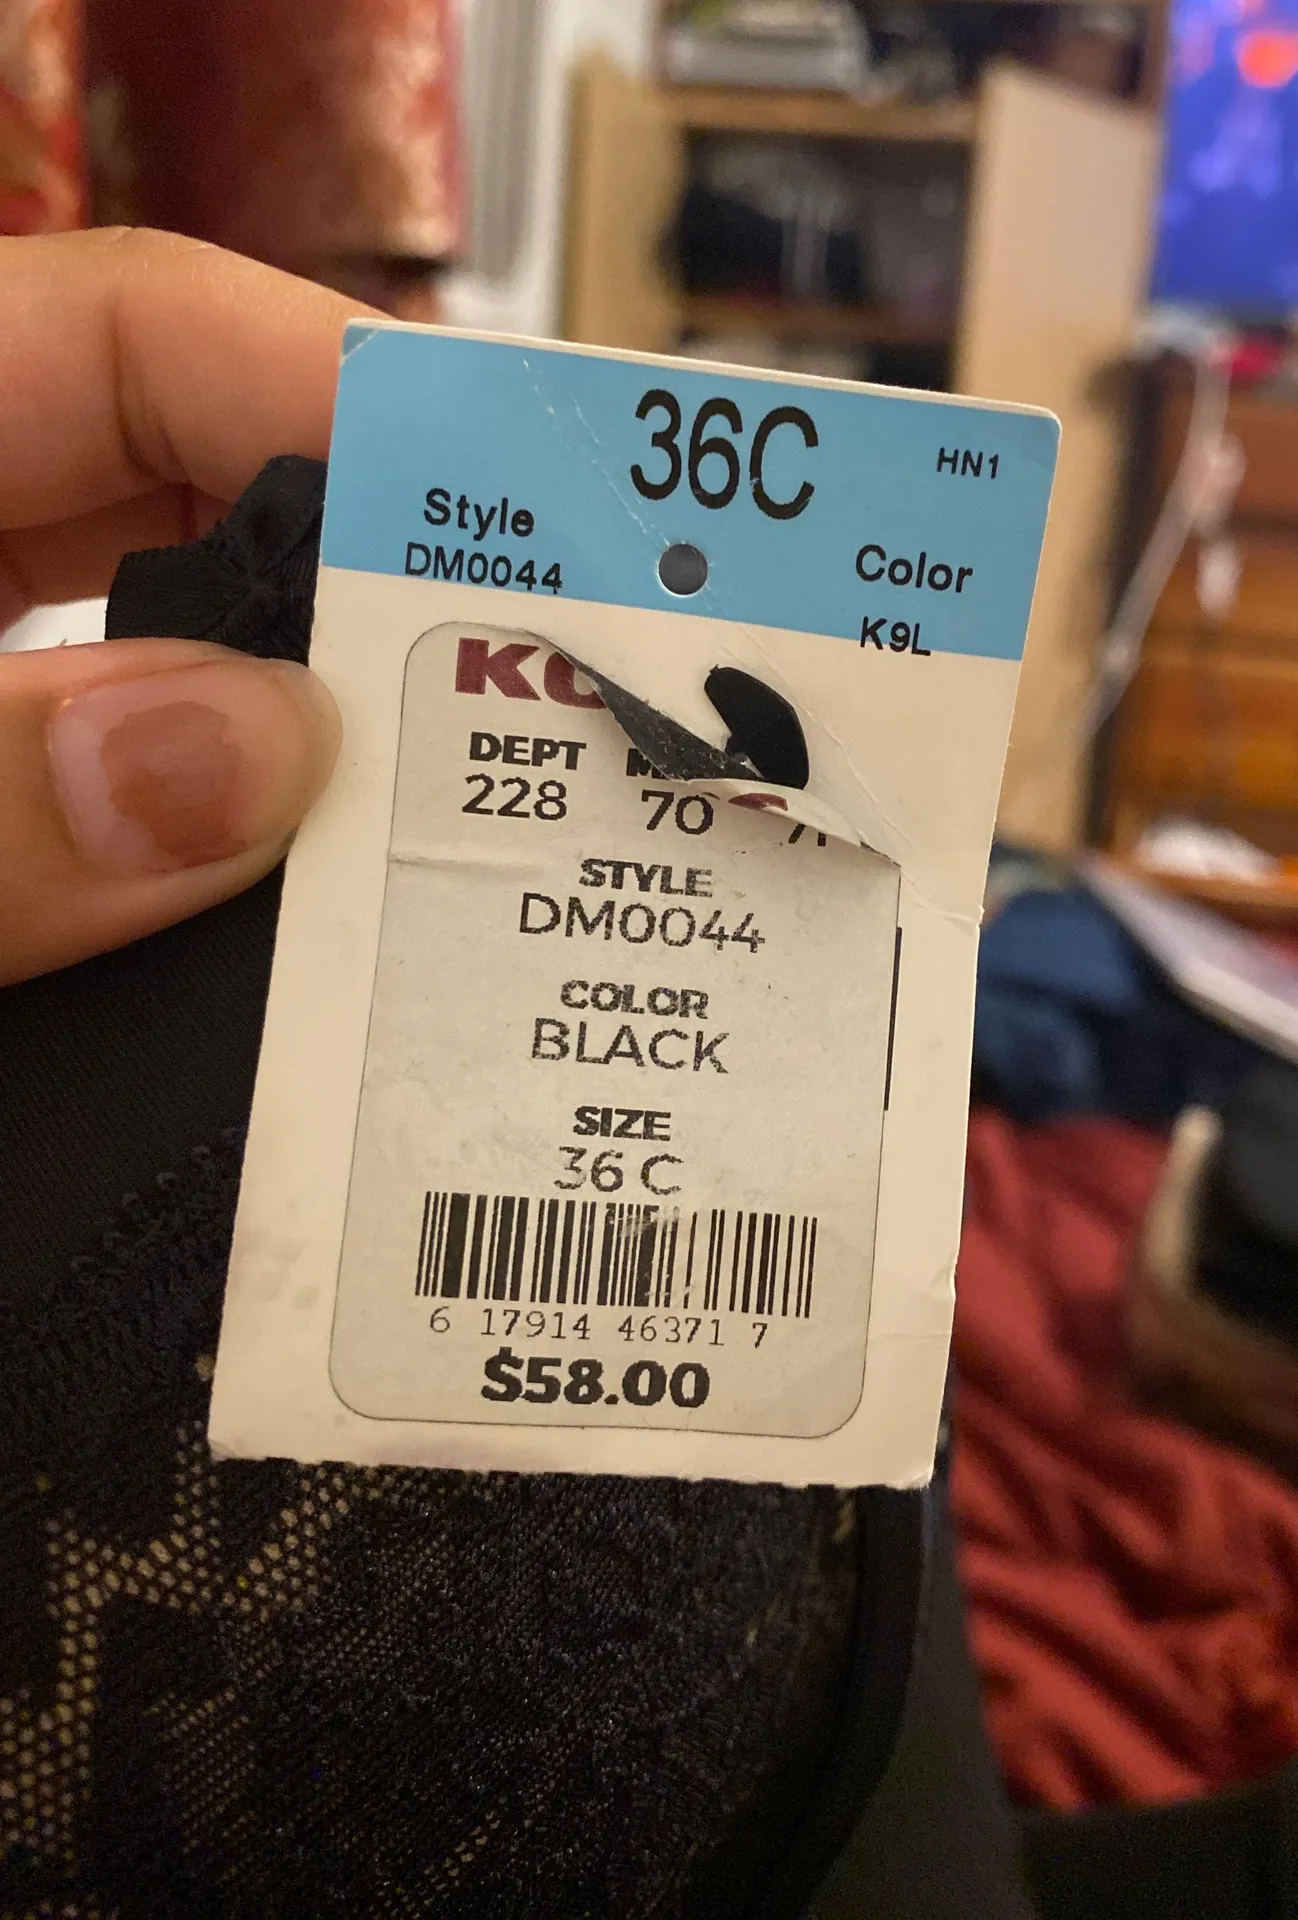 36C
HN1
Style
Color
DM0044
K9L
DEPT
228 70
STYLE
DM0044
COLOR
BLACK
SIZE
36 C
6 17914 46371 7
$58.00